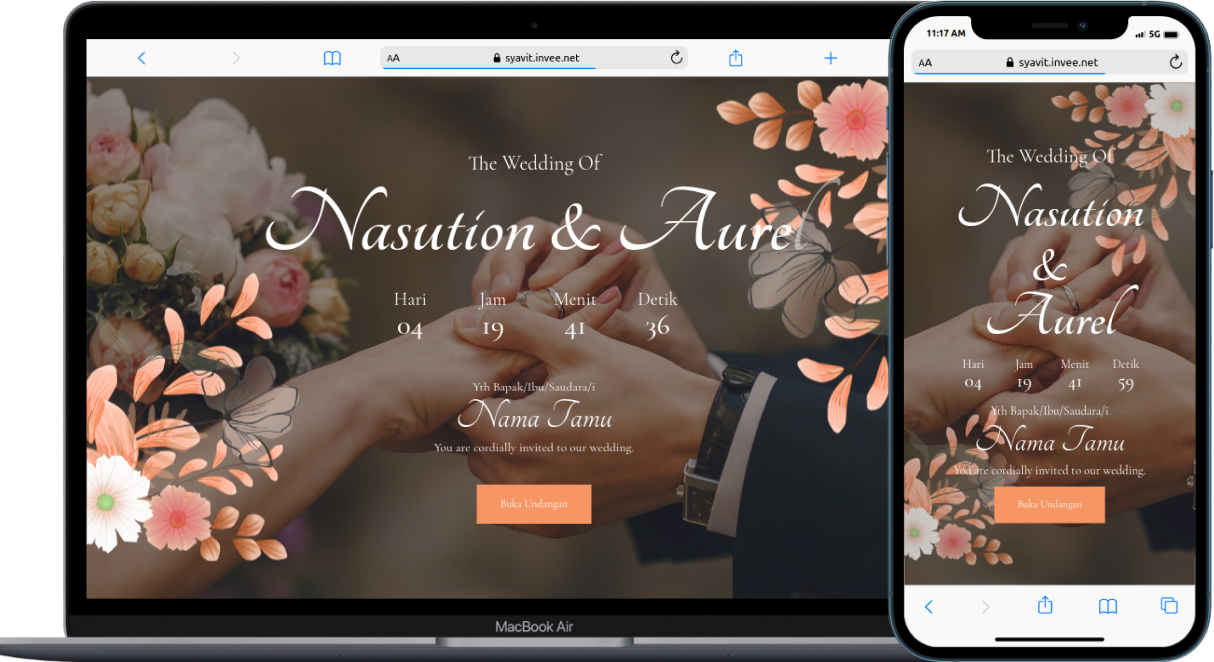 AA
syavit.invee.net
The Wedding Of
Nasution & Aurel
Hari Jam Menit Detik
04 19 41 36
Yth Bapak/Ibu/Saudara/i
Nama Tamu
You are cordially invited to our wedding.
Buka Undangan
MacBook Air
11:17 AM
5G
AA
syavit.invee.net
The Wedding Of
Nasution
&
Aurel
Hari Jam Menit Detik
04 19 41 59
Yth Bapak/Ibu/Saudara/i
Nama Tamu
You are cordially invited to our wedding.
Buka Undangan